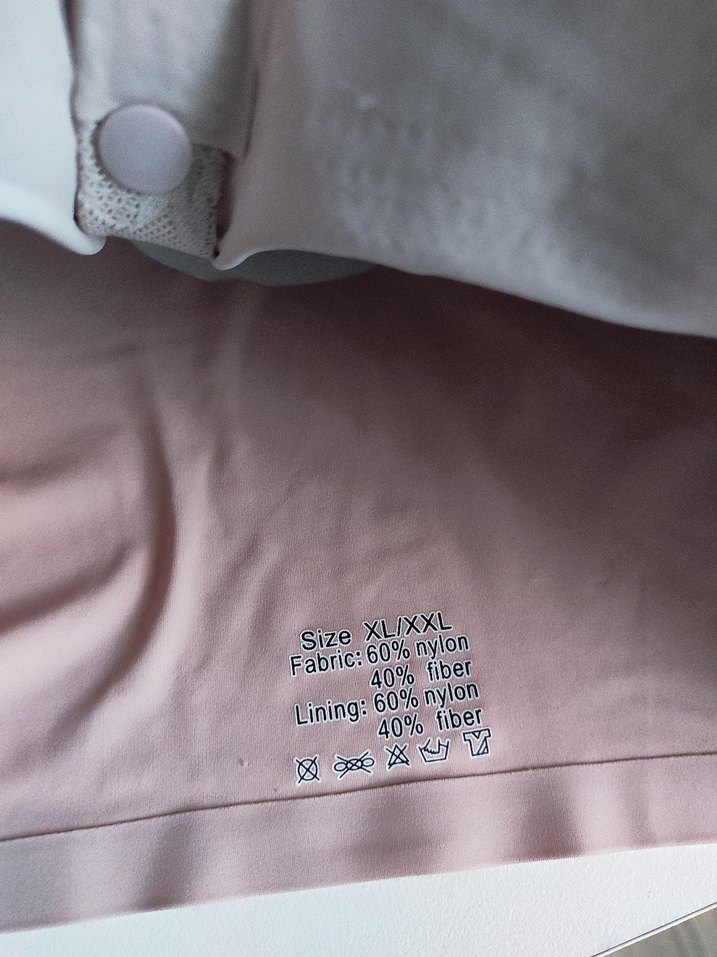 Size XL/XXL
Fabric: 60% nylon
40% fiber
Lining: 60% nylon
40% fiber